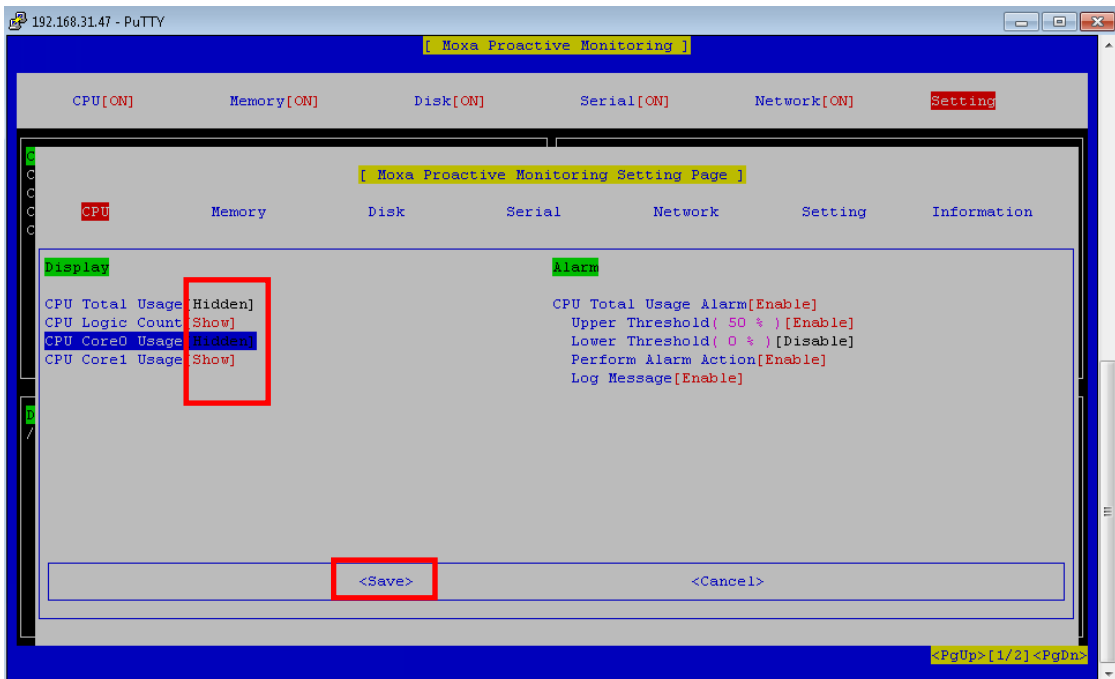 192.168.31.47 - PuTTY
[ Moxa Proactive Monitoring ]
CPU[ON] Memory[ON] Disk[ON] Serial[ON] Network[ON] Setting
[ Moxa Proactive Monitoring Setting Page ]
CPU Memory Disk Serial Network Setting Information
Display Alarm
CPU Total Usage[Hidden] CPU Total Usage Alarm[Enable]
CPU Logic Count[Show] Upper Threshold( 50 % )[Enable]
CPU Core0 Usage[Hidden] Lower Threshold( 0 % )[Disable]
CPU Core1 Usage[Show] Perform Alarm Action[Enable]
Log Message[Enable]
<Save> <Cancel>
<PgUp>[1/2]<PgDn>